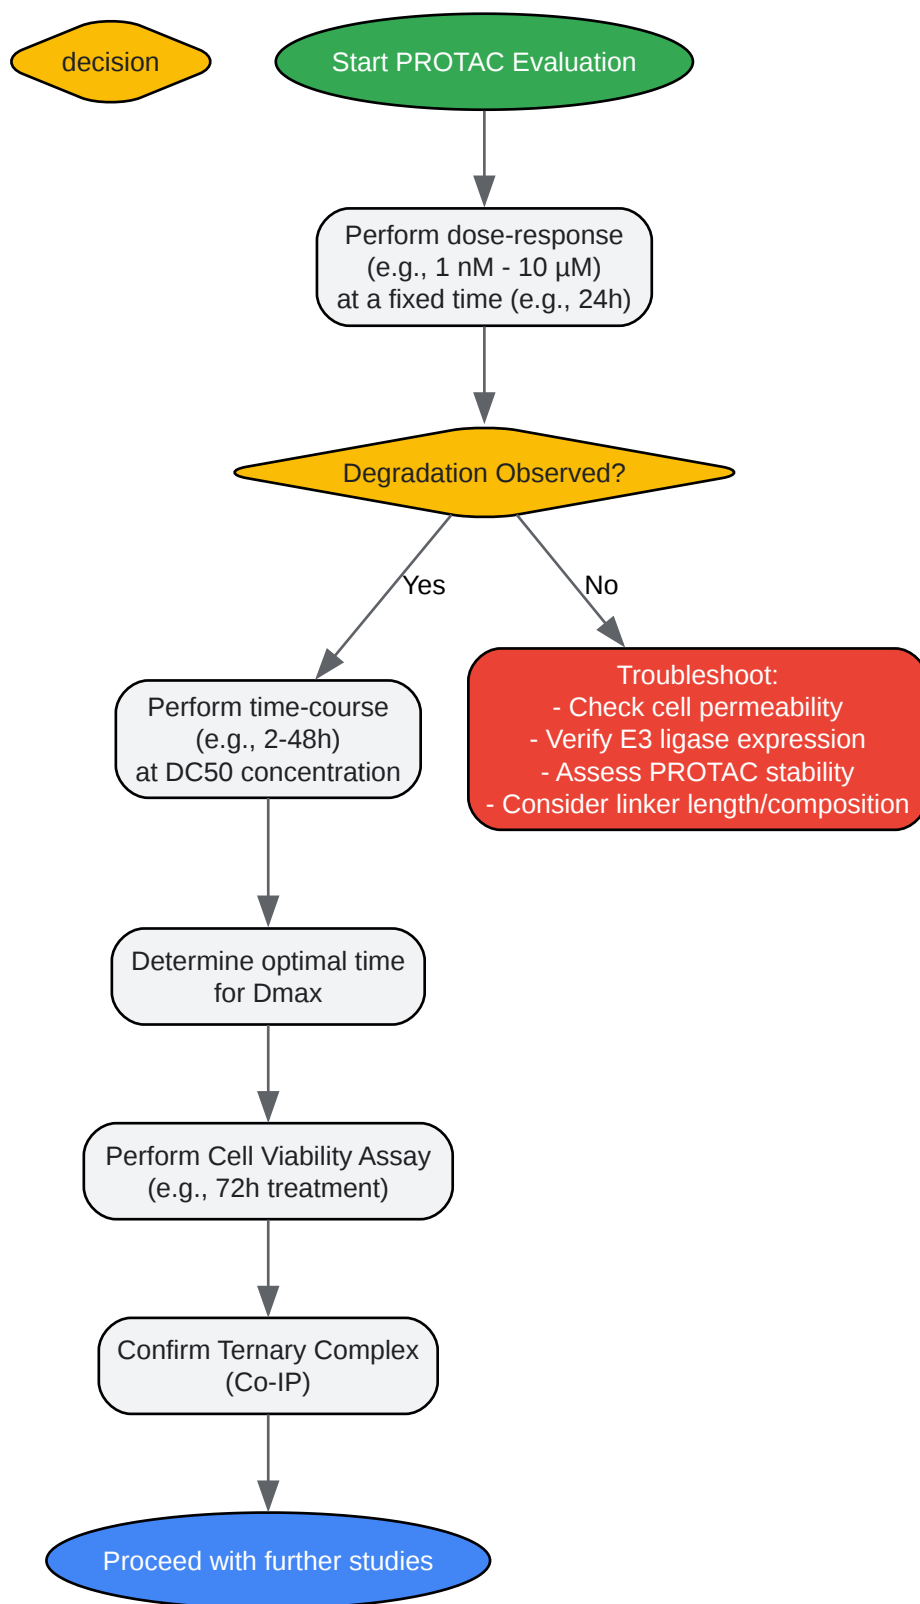 decision
Start PROTAC Evaluation
Perform dose-response
(e.g., 1 nM - 10 µM)
at a fixed time (e.g., 24h)
Degradation Observed?
Yes
No
Perform time-course
(e.g., 2-48h)
at DC50 concentration
Troubleshoot:
- Check cell permeability
- Verify E3 ligase expression
- Assess PROTAC stability
- Consider linker length/composition
Determine optimal time
for Dmax
Perform Cell Viability Assay
(e.g., 72h treatment)
Confirm Ternary Complex
(Co-IP)
Proceed with further studies